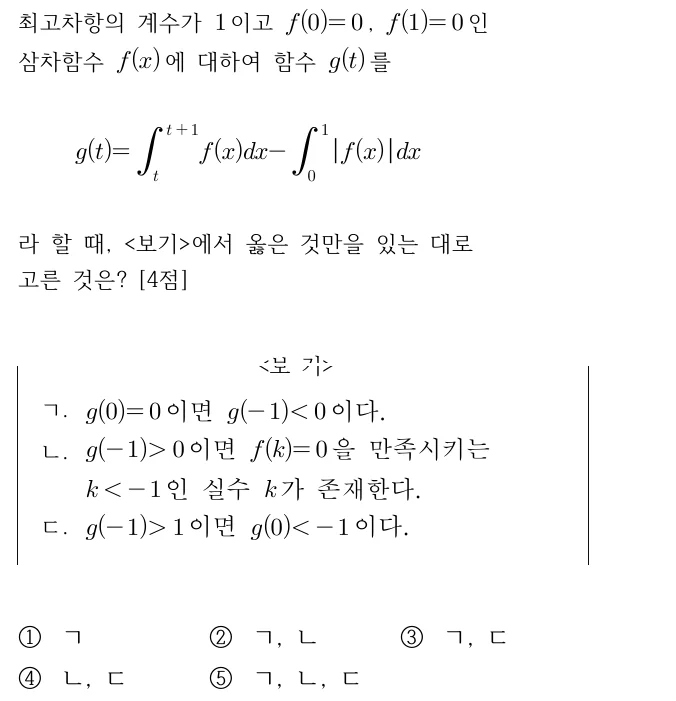 최고차항의 계수가 1이고 f(0)=0, f(1)=0인
삼차함수 f(x)에 대하여 함수 g(t)를
g(t)=∫_t^{t+1} f(x)dx−∫_0^1 |f(x)|dx
라 할 때, <보기>에서 옳은 것만을 있는 대로
고른 것은? [4점]
<보 기>
ㄱ. g(0)=0이면 g(−1)<0이다.
ㄴ. g(−1)>0이면 f(k)=0을 만족시키는
k<−1인 실수 k가 존재한다.
ㄷ. g(−1)>1이면 g(0)<−1이다.
① ㄱ ② ㄱ, ㄴ ③ ㄱ, ㄷ
④ ㄴ, ㄷ ⑤ ㄱ, ㄴ, ㄷ